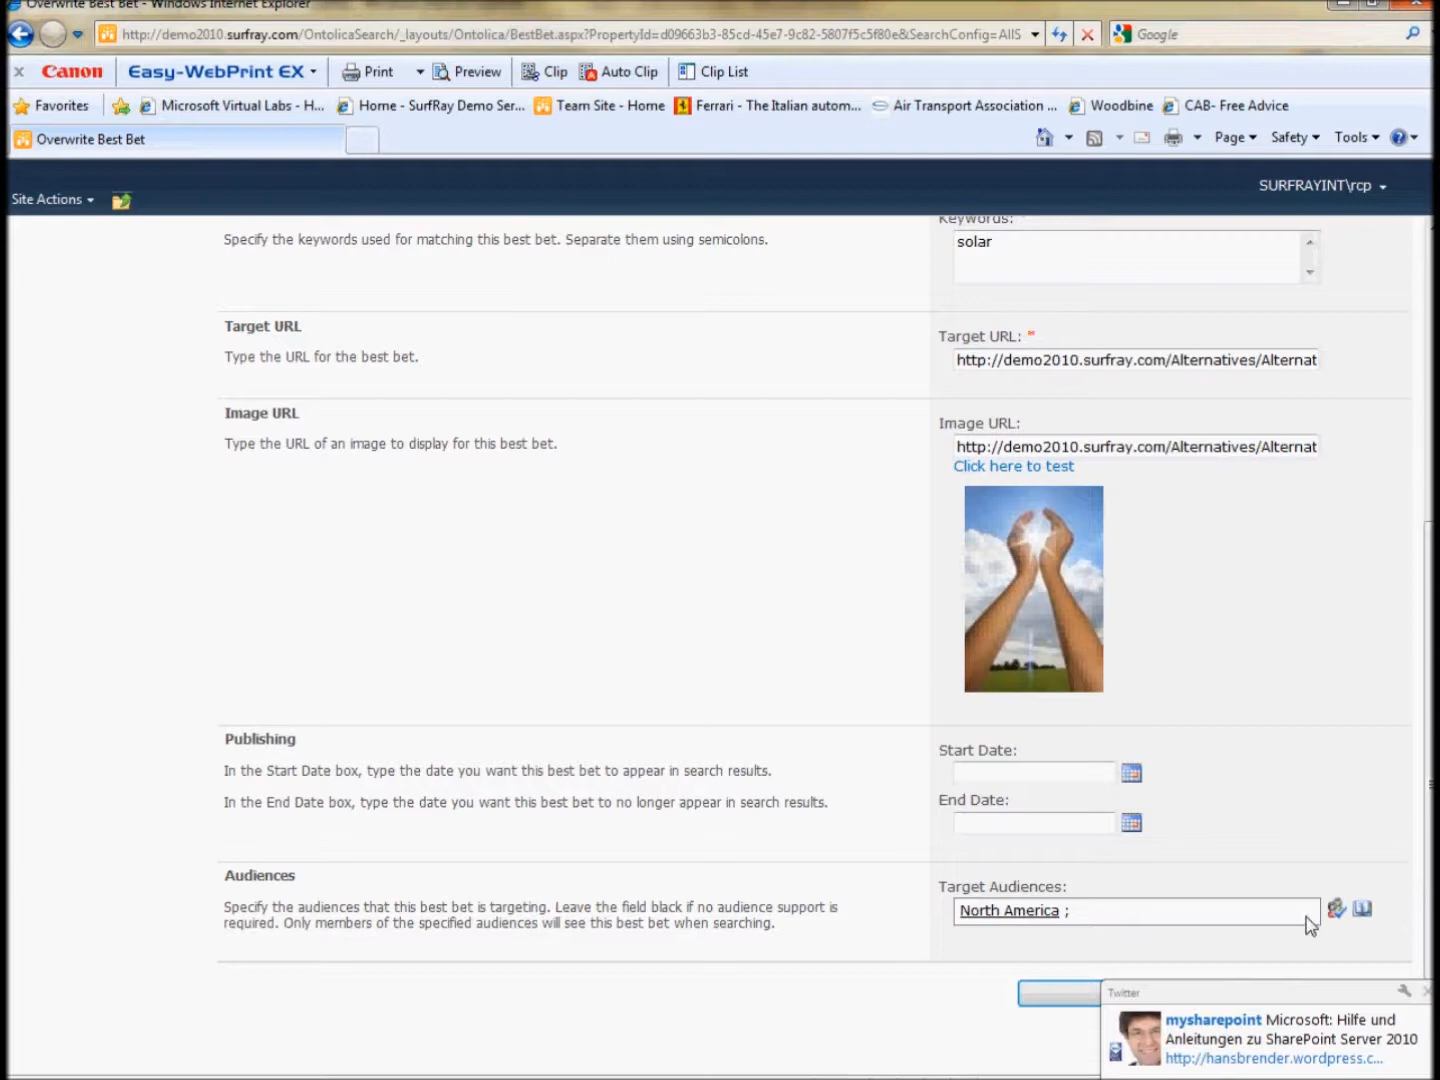 Overwrite Best Bet - Windows Internet Explorer
http://demo2010.surfray.com/OntolicaSearch/_layouts/Ontolica/BestBet.aspx?PropertyId=d09663b3-85cd-45e7-9c82-5807f5c5f80e&SearchConfig=AllS
Google
x Canon Easy-WebPrint EX Print Preview Clip Auto Clip Clip List
Favorites Microsoft Virtual Labs - H... Home - SurfRay Demo Ser... Team Site - Home Ferrari - The Italian autom... Air Transport Association ... Woodbine CAB- Free Advice
Overwrite Best Bet
Page Safety Tools
SURFRAYINT\rcp
Site Actions
Keywords:
Specify the keywords used for matching this best bet. Separate them using semicolons.
solar
Target URL
Target URL: *
Type the URL for the best bet.
http://demo2010.surfray.com/Alternatives/Alternat
Image URL
Image URL:
Type the URL of an image to display for this best bet.
http://demo2010.surfray.com/Alternatives/Alternat
Click here to test
Publishing
Start Date:
In the Start Date box, type the date you want this best bet to appear in search results.
In the End Date box, type the date you want this best bet to no longer appear in search results.
End Date:
Audiences
Target Audiences:
Specify the audiences that this best bet is targeting. Leave the field black if no audience support is
required. Only members of the specified audiences will see this best bet when searching.
North America ;
Twitter
mysharepoint Microsoft: Hilfe und
Anleitungen zu SharePoint Server 2010
http://hansbrender.wordpress.c...